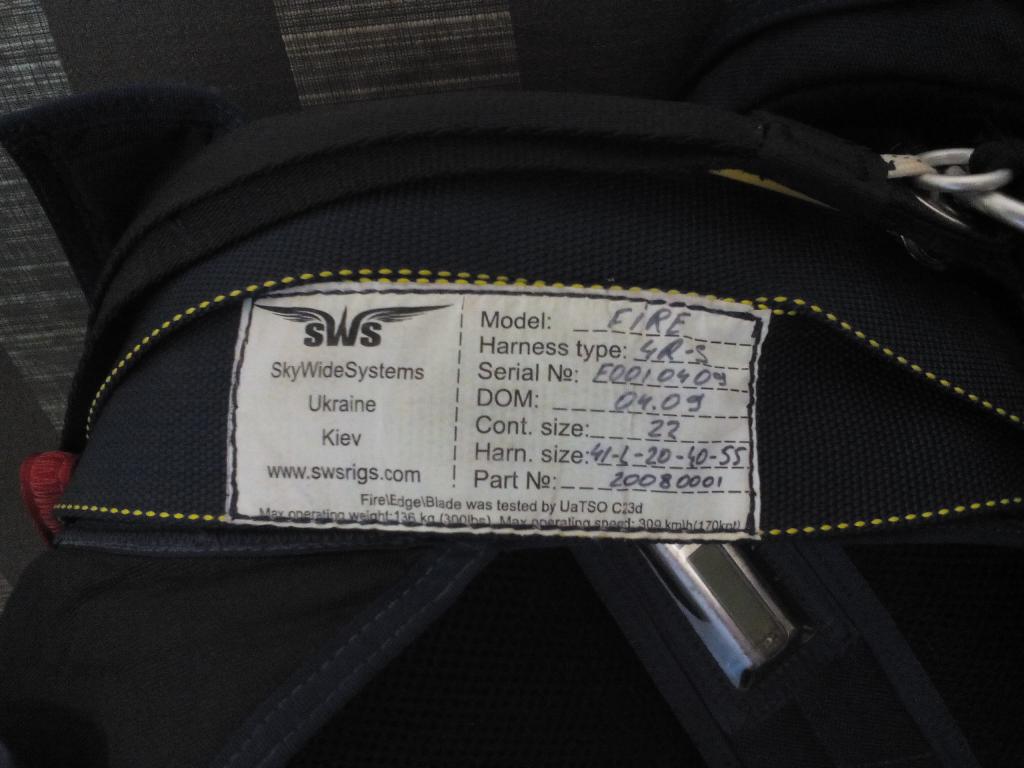 SWS
SkyWideSystems
Ukraine
Kiev
www.swsrigs.com
Model: FIRE
Harness type: 4R-S
Serial №: E0010409
DOM: 04.09
Cont. size: 22
Harn. size: 41-L-20-40-55
Part №: 20080001
Fire\Edge\Blade was tested by UaTSO C23d
Max operating weight-136 kg (300lbs). Max operating speed: 309 km\h(170knt)